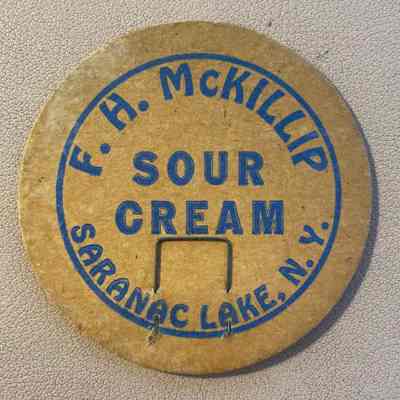 F. H. McKILLIP
SOUR
CREAM
SARANAC LAKE, N. Y.